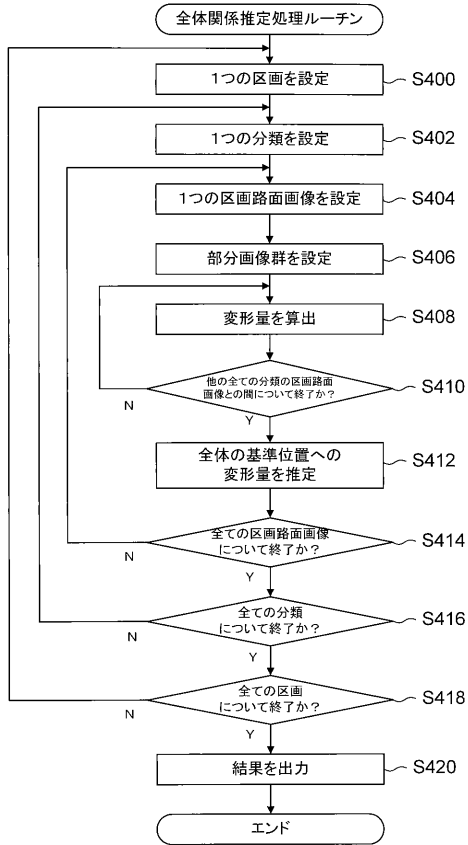 全体関係推定処理ルーチン
1つの区画を設定
S400
1つの分類を設定
S402
1つの区画路面画像を設定
S404
部分画像群を設定
S406
変形量を算出
S408
他の全ての分類の区画路面
画像との間について終了か?
S410
N
Y
全体の基準位置への
変形量を推定
S412
全ての区画路面画像
について終了か?
S414
N
Y
全ての分類
について終了か?
S416
N
Y
全ての区画
について終了か?
S418
N
Y
結果を出力
S420
エンド